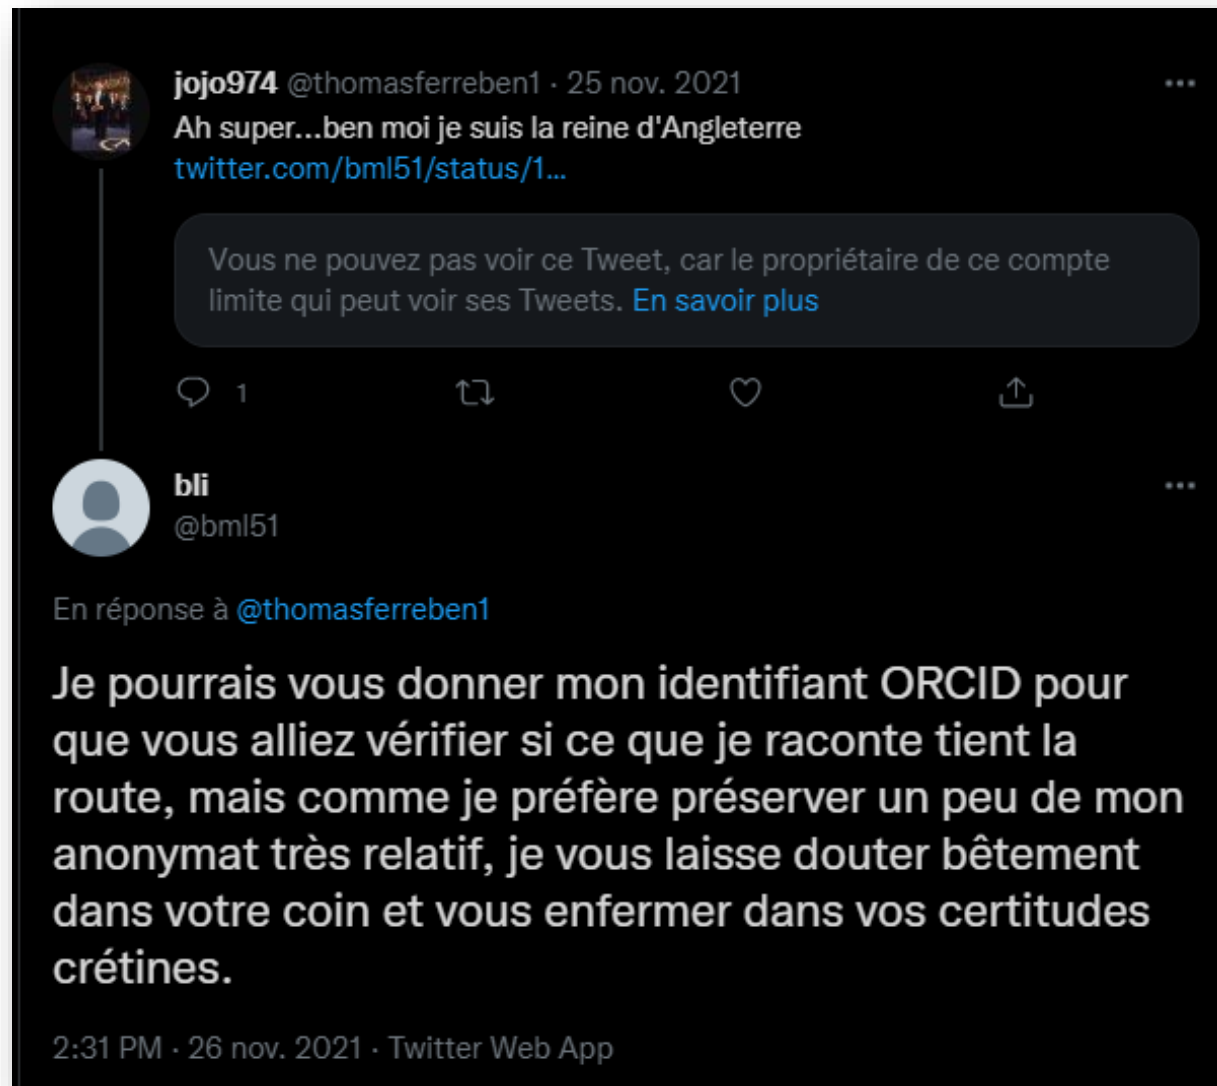 jojo974 @thomasferreben1 · 25 nov. 2021
Ah super...ben moi je suis la reine d'Angleterre
twitter.com/bml51/status/1...
Vous ne pouvez pas voir ce Tweet, car le propriétaire de ce compte
limite qui peut voir ses Tweets. En savoir plus
1
bli
@bml51
En réponse à @thomasferreben1
Je pourrais vous donner mon identifiant ORCID pour
que vous alliez vérifier si ce que je raconte tient la
route, mais comme je préfère préserver un peu de mon
anonymat très relatif, je vous laisse douter bêtement
dans votre coin et vous enfermer dans vos certitudes
crétines.
2:31 PM · 26 nov. 2021 · Twitter Web App